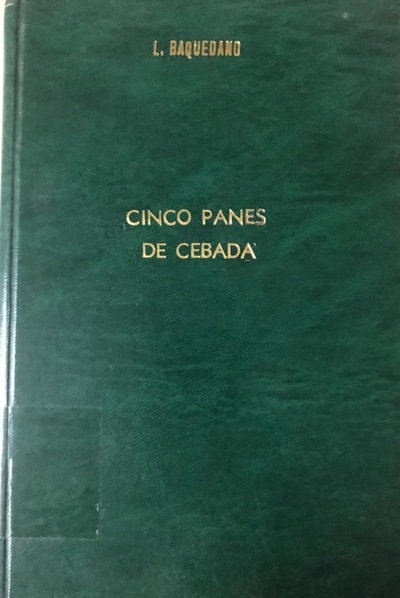 L. BAQUEDANO
CINCO PANES
DE CEBADA